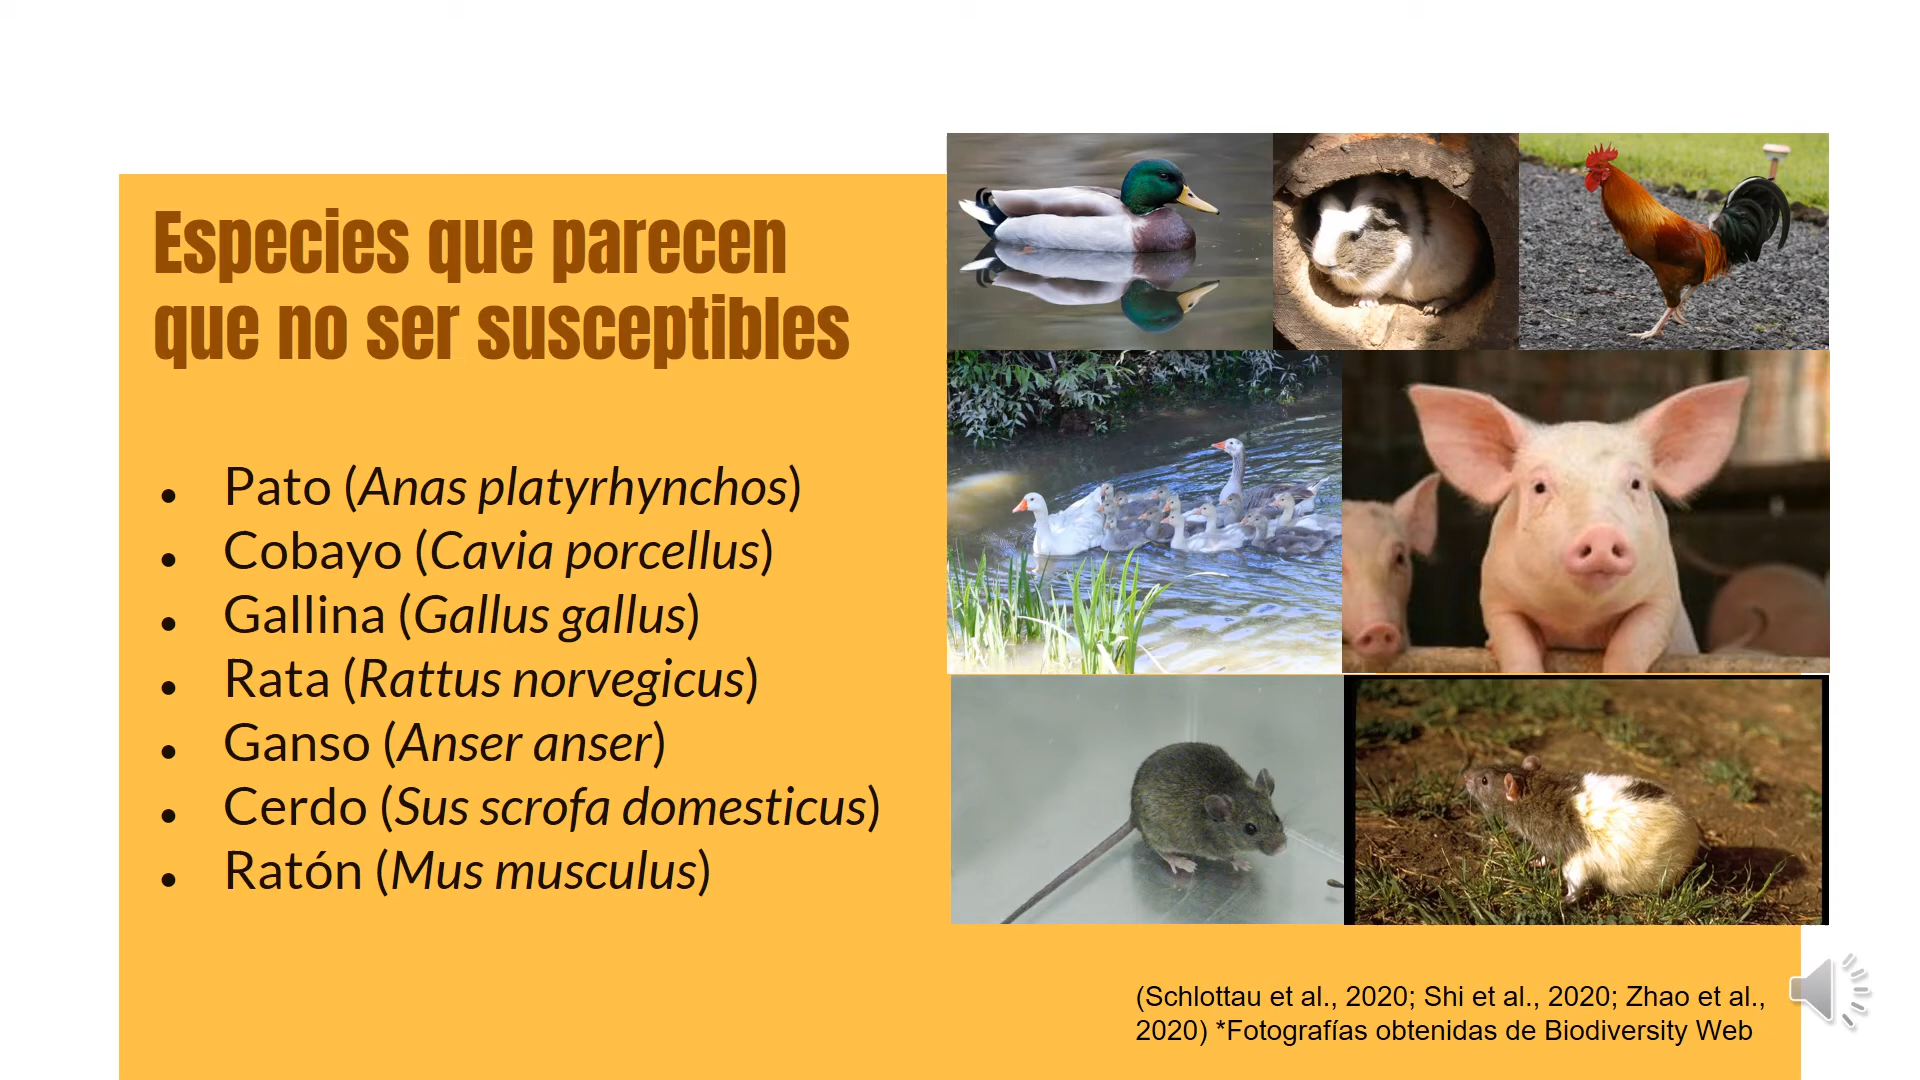 Especies que parecen
que no ser susceptibles
● Pato (Anas platyrhynchos)
● Cobayo (Cavia porcellus)
● Gallina (Gallus gallus)
● Rata (Rattus norvegicus)
● Ganso (Anser anser)
● Cerdo (Sus scrofa domesticus)
● Ratón (Mus musculus)
(Schlottau et al., 2020; Shi et al., 2020; Zhao et al.,
2020) *Fotografías obtenidas de Biodiversity Web